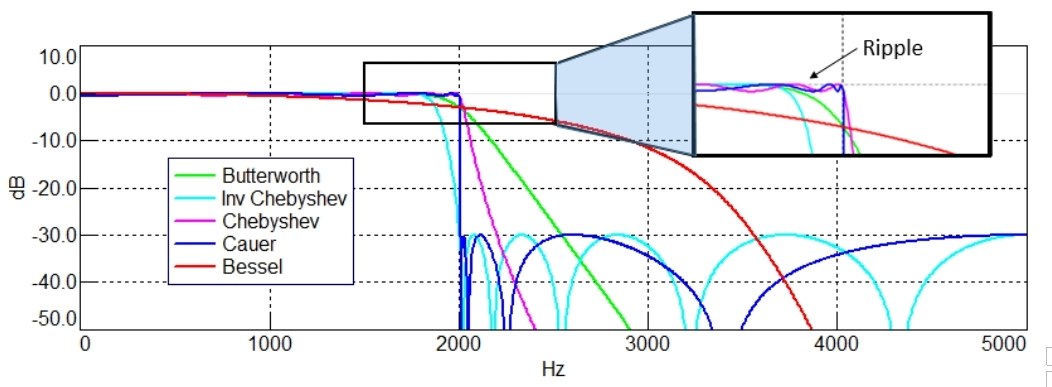 Ripple
10.0
0.0
-10.0
-20.0
-30.0
-40.0
-50.0
dB
Butterworth
Inv Chebyshev
Chebyshev
Cauer
Bessel
0 1000 2000 3000 4000 5000
Hz